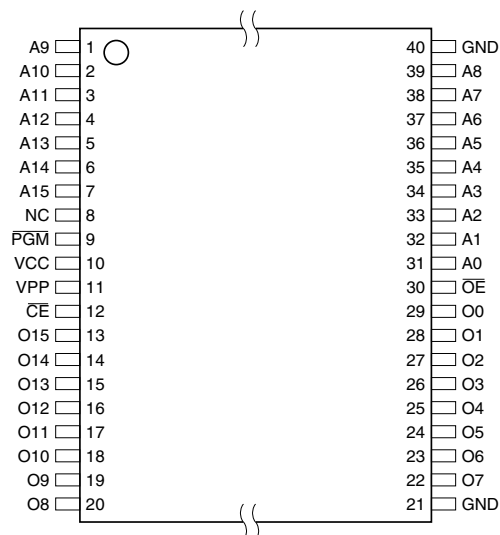 A9 1 40 GND
A10 2 39 A8
A11 3 38 A7
A12 4 37 A6
A13 5 36 A5
A14 6 35 A4
A15 7 34 A3
NC 8 33 A2
P̅G̅M̅ 9 32 A1
VCC 10 31 A0
VPP 11 30 O̅E̅
C̅E̅ 12 29 O0
O15 13 28 O1
O14 14 27 O2
O13 15 26 O3
O12 16 25 O4
O11 17 24 O5
O10 18 23 O6
O9 19 22 O7
O8 20 21 GND